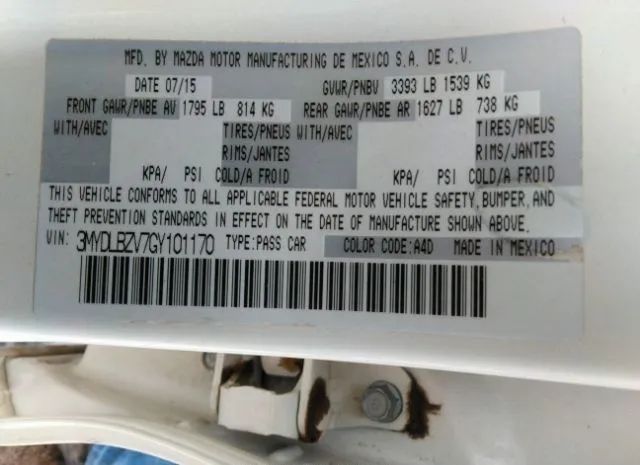 MFD. BY MAZDA MOTOR MANUFACTURING DE MEXICO S.A. DE C.V.
DATE 07/15 GVWR/PNBV 3393 LB 1539 KG
FRONT GAWR/PNBE AV 1795 LB 814 KG REAR GAWR/PNBE AR 1627 LB 738 KG
WITH/AVEC TIRES/PNEUS WITH/AVEC TIRES/PNEUS
RIMS/JANTES RIMS/JANTES
KPA/ PSI COLD/A FROID KPA/ PSI COLD/A FROID
THIS VEHICLE CONFORMS TO ALL APPLICABLE FEDERAL MOTOR VEHICLE SAFETY, BUMPER, AND
THEFT PREVENTION STANDARDS IN EFFECT ON THE DATE OF MANUFACTURE SHOWN ABOVE.
VIN: 3MYDLBZV7GY101170 TYPE:PASS CAR COLOR CODE:A4D MADE IN MEXICO